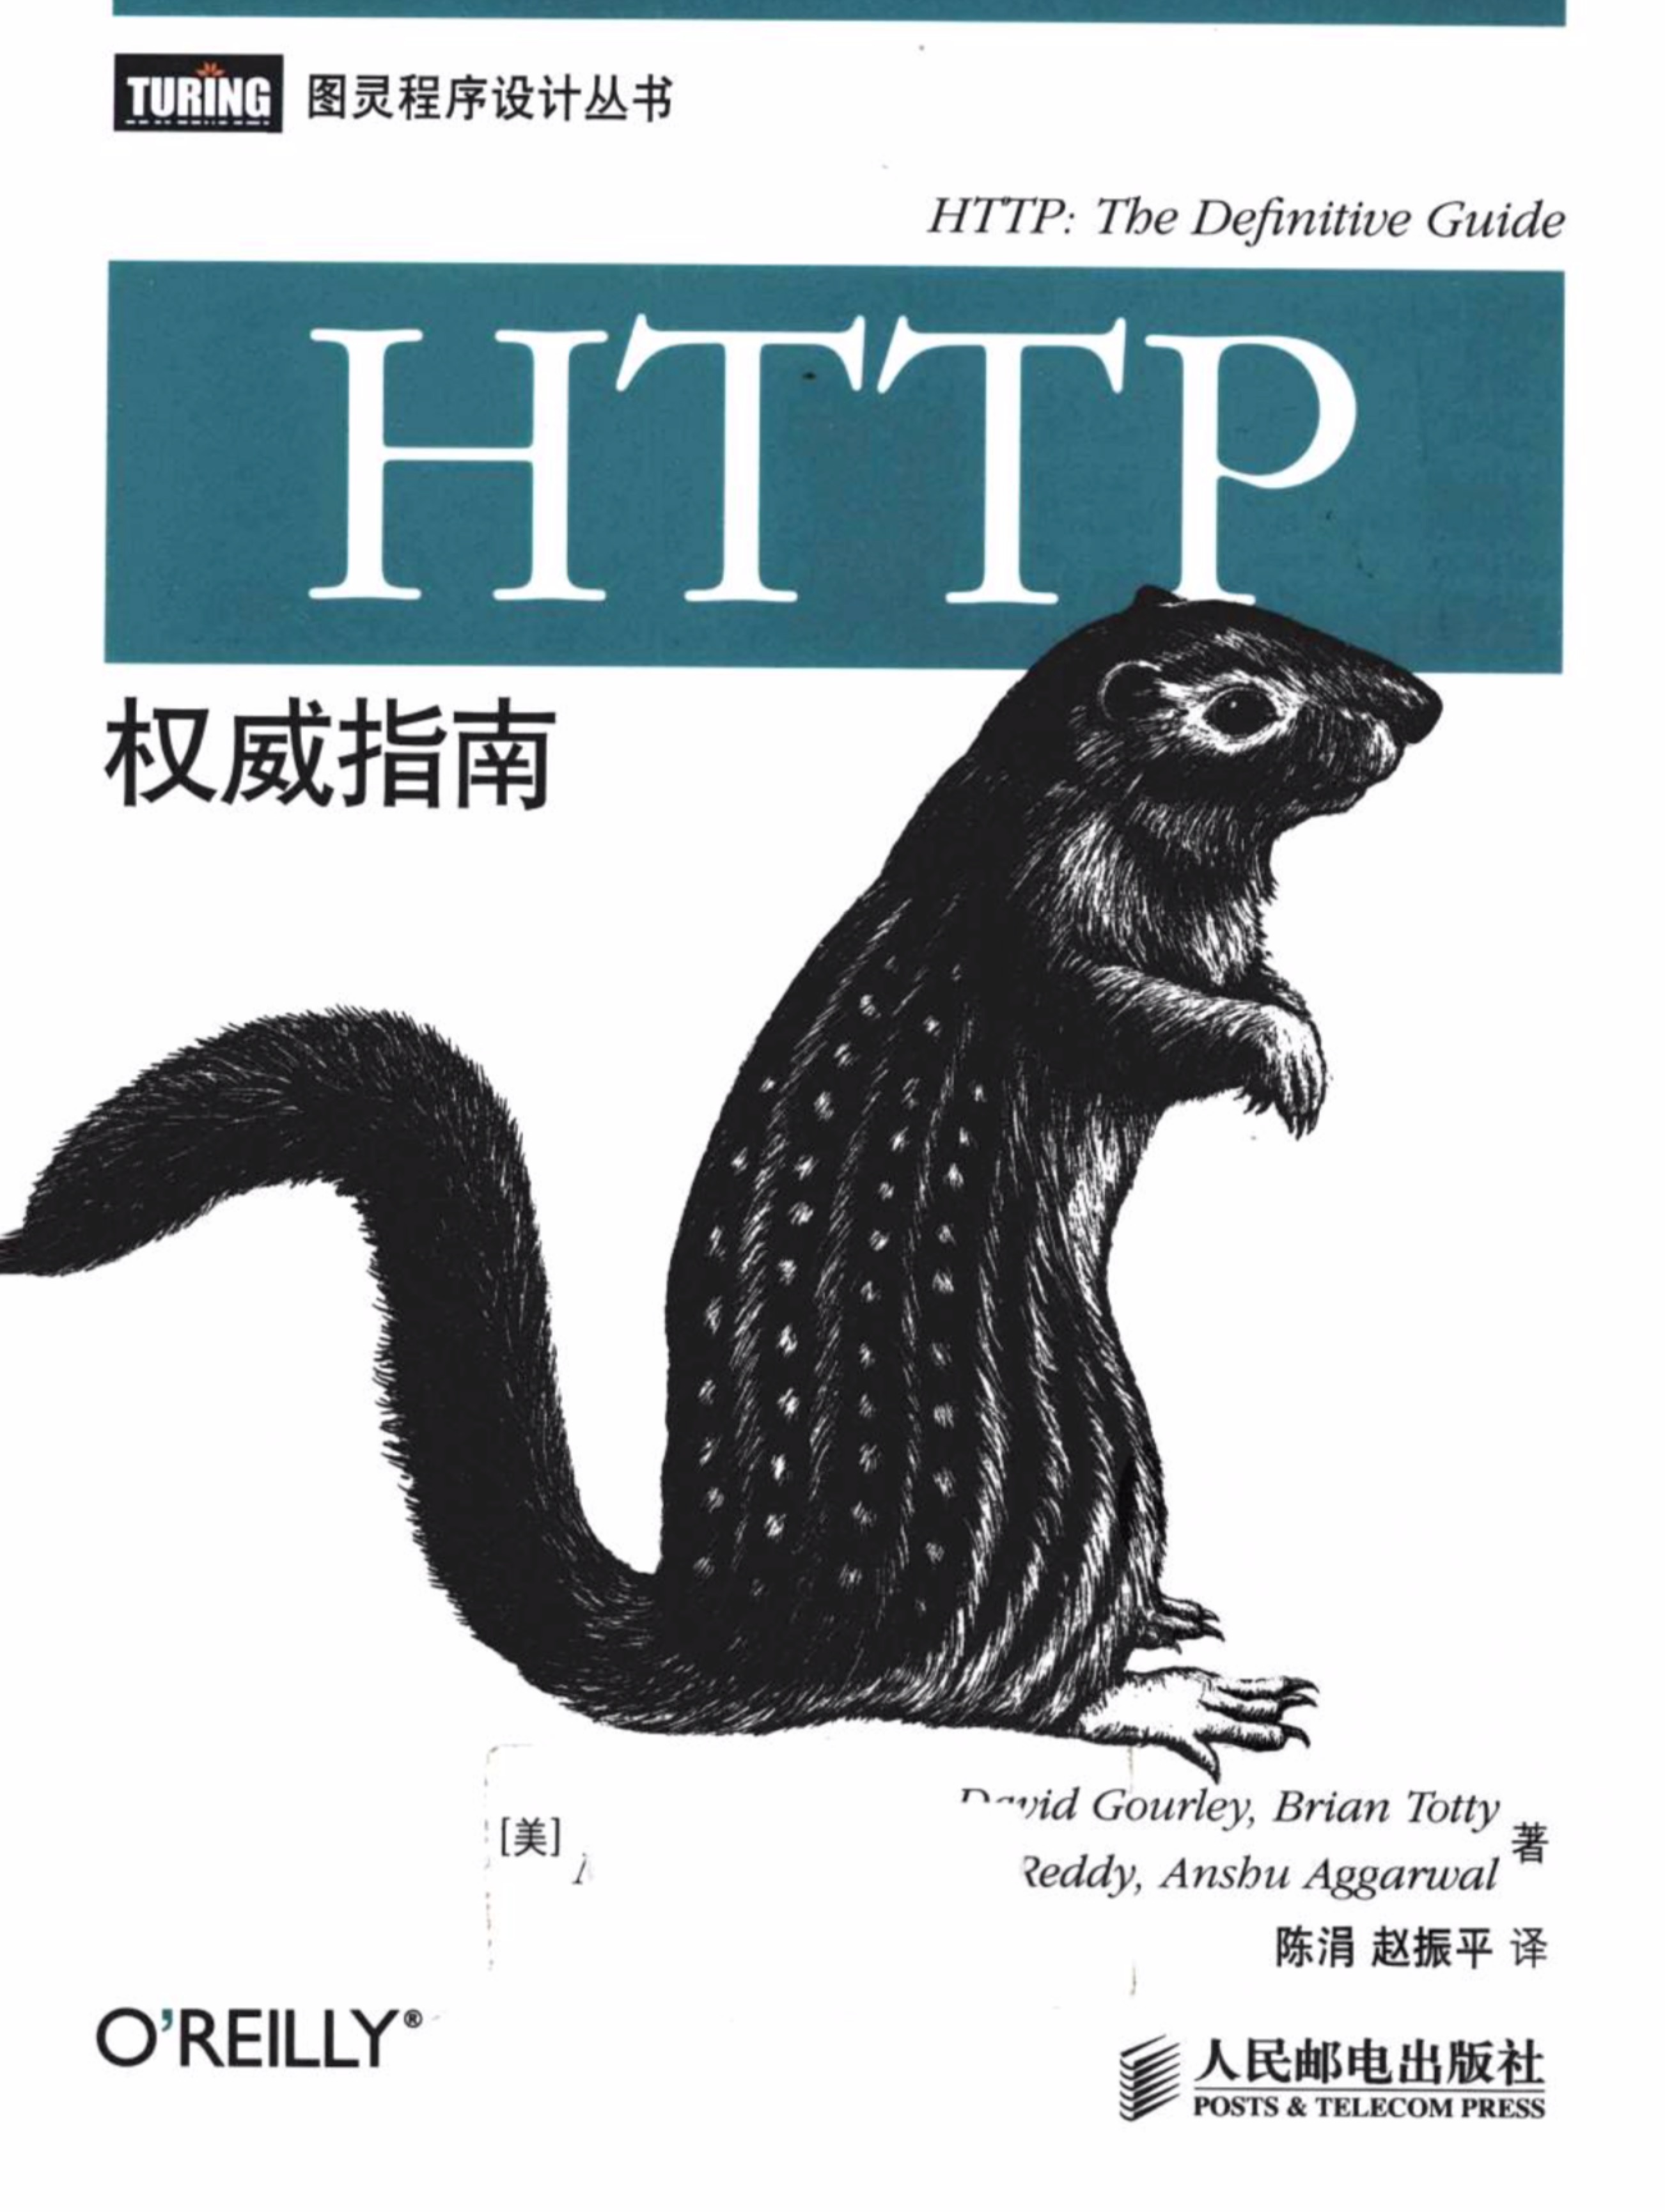 TURING 图灵程序设计丛书
HTTP: The Definitive Guide
HTTP
权威指南
Gourley, Brian Totty
[美] 著
Reddy, Anshu Aggarwal
陈涓 赵振平 译
O'REILLY®
人民邮电出版社
POSTS & TELECOM PRESS